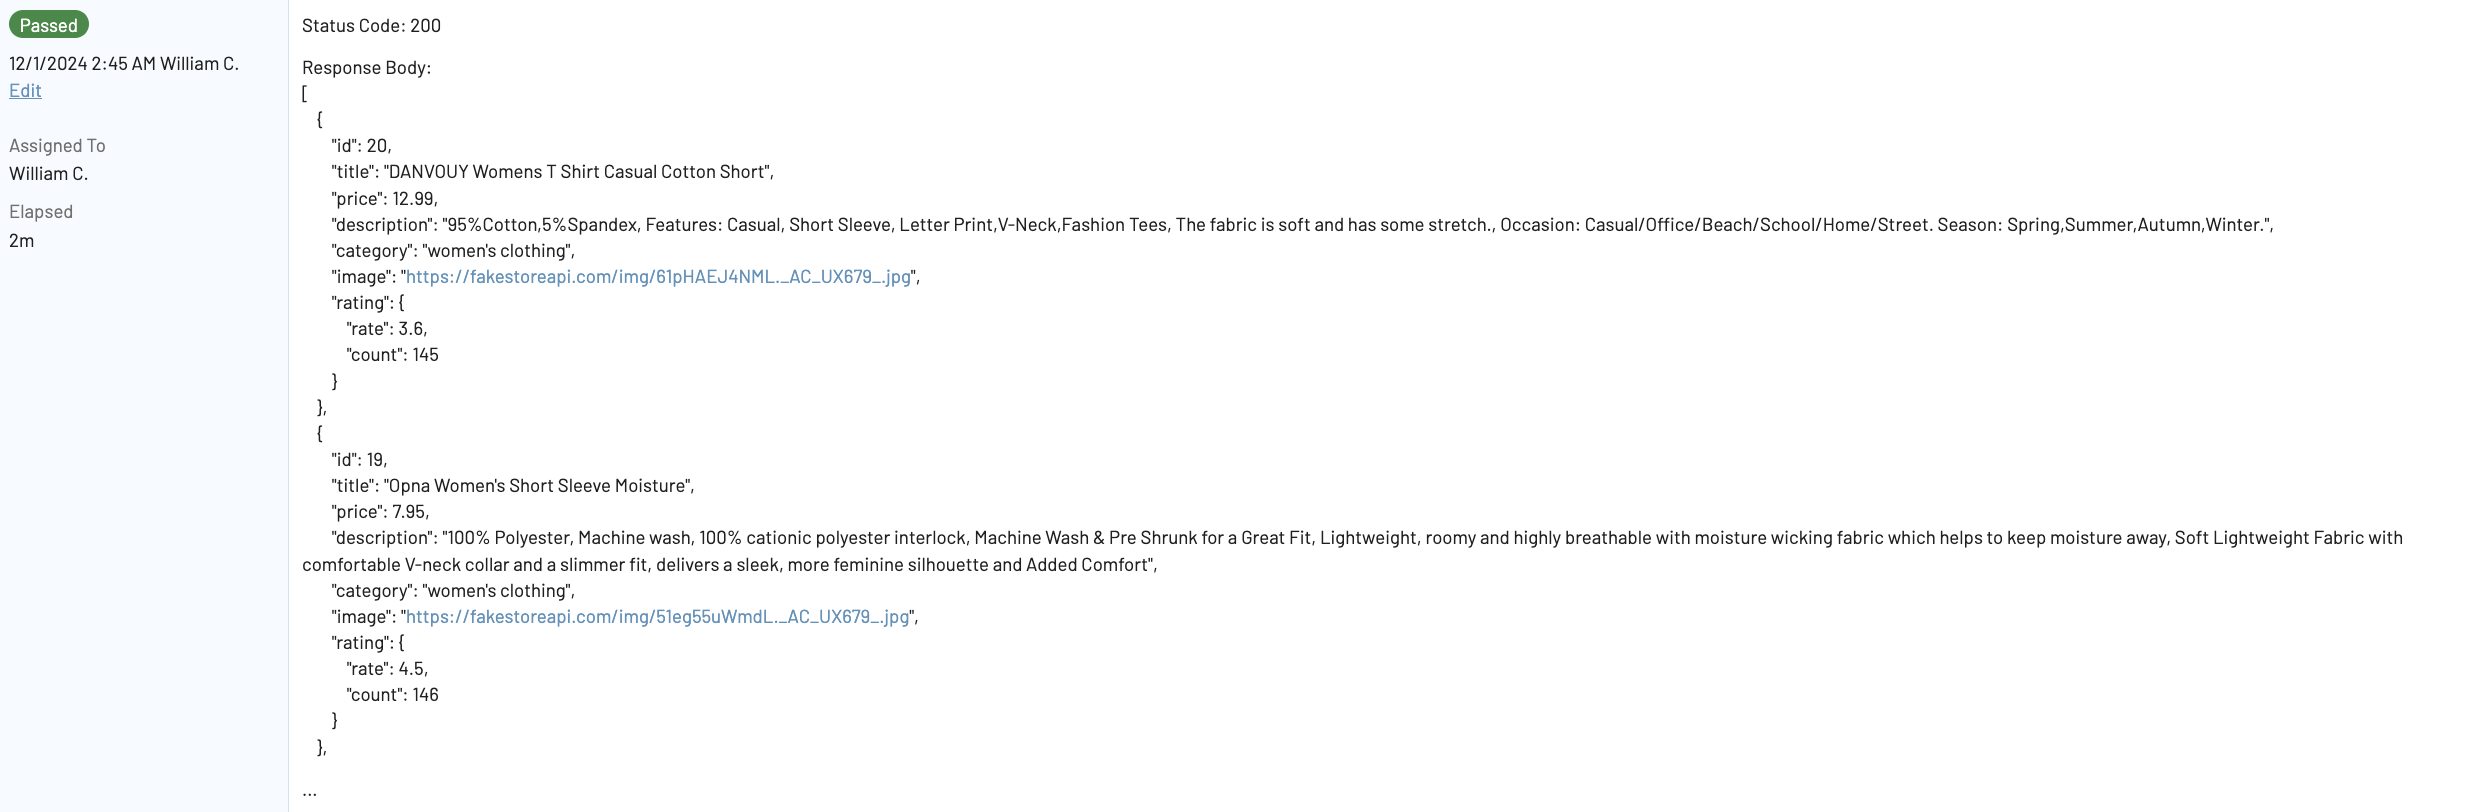 Passed
12/1/2024 2:45 AM William C.
Edit
Assigned To
William C.
Elapsed
2m
Status Code: 200
Response Body:
[
{
"id": 20,
"title": "DANVOUY Womens T Shirt Casual Cotton Short",
"price": 12.99,
"description": "95%Cotton,5%Spandex, Features: Casual, Short Sleeve, Letter Print,V-Neck,Fashion Tees, The fabric is soft and has some stretch., Occasion: Casual/Office/Beach/School/Home/Street. Season: Spring,Summer,Autumn,Winter.",
"category": "women's clothing",
"image": "https://fakestoreapi.com/img/61pHAEJ4NML._AC_UX679_.jpg",
"rating": {
"rate": 3.6,
"count": 145
}
},
{
"id": 19,
"title": "Opna Women's Short Sleeve Moisture",
"price": 7.95,
"description": "100% Polyester, Machine wash, 100% cationic polyester interlock, Machine Wash & Pre Shrunk for a Great Fit, Lightweight, roomy and highly breathable with moisture wicking fabric which helps to keep moisture away, Soft Lightweight Fabric with
comfortable V-neck collar and a slimmer fit, delivers a sleek, more feminine silhouette and Added Comfort",
"category": "women's clothing",
"image": "https://fakestoreapi.com/img/51eg55uWmdL._AC_UX679_.jpg",
"rating": {
"rate": 4.5,
"count": 146
}
},
...